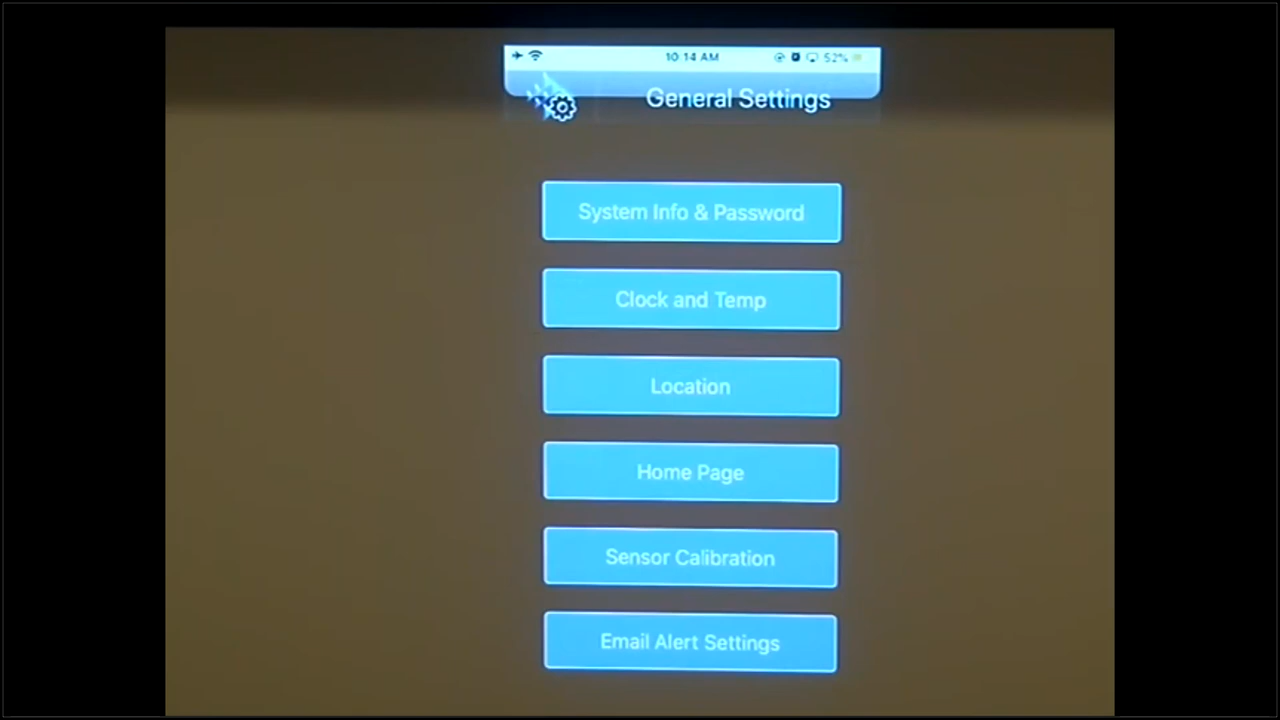 10:14 AM
52%
General Settings
System Info & Password
Clock and Temp
Location
Home Page
Sensor Calibration
Email Alert Settings